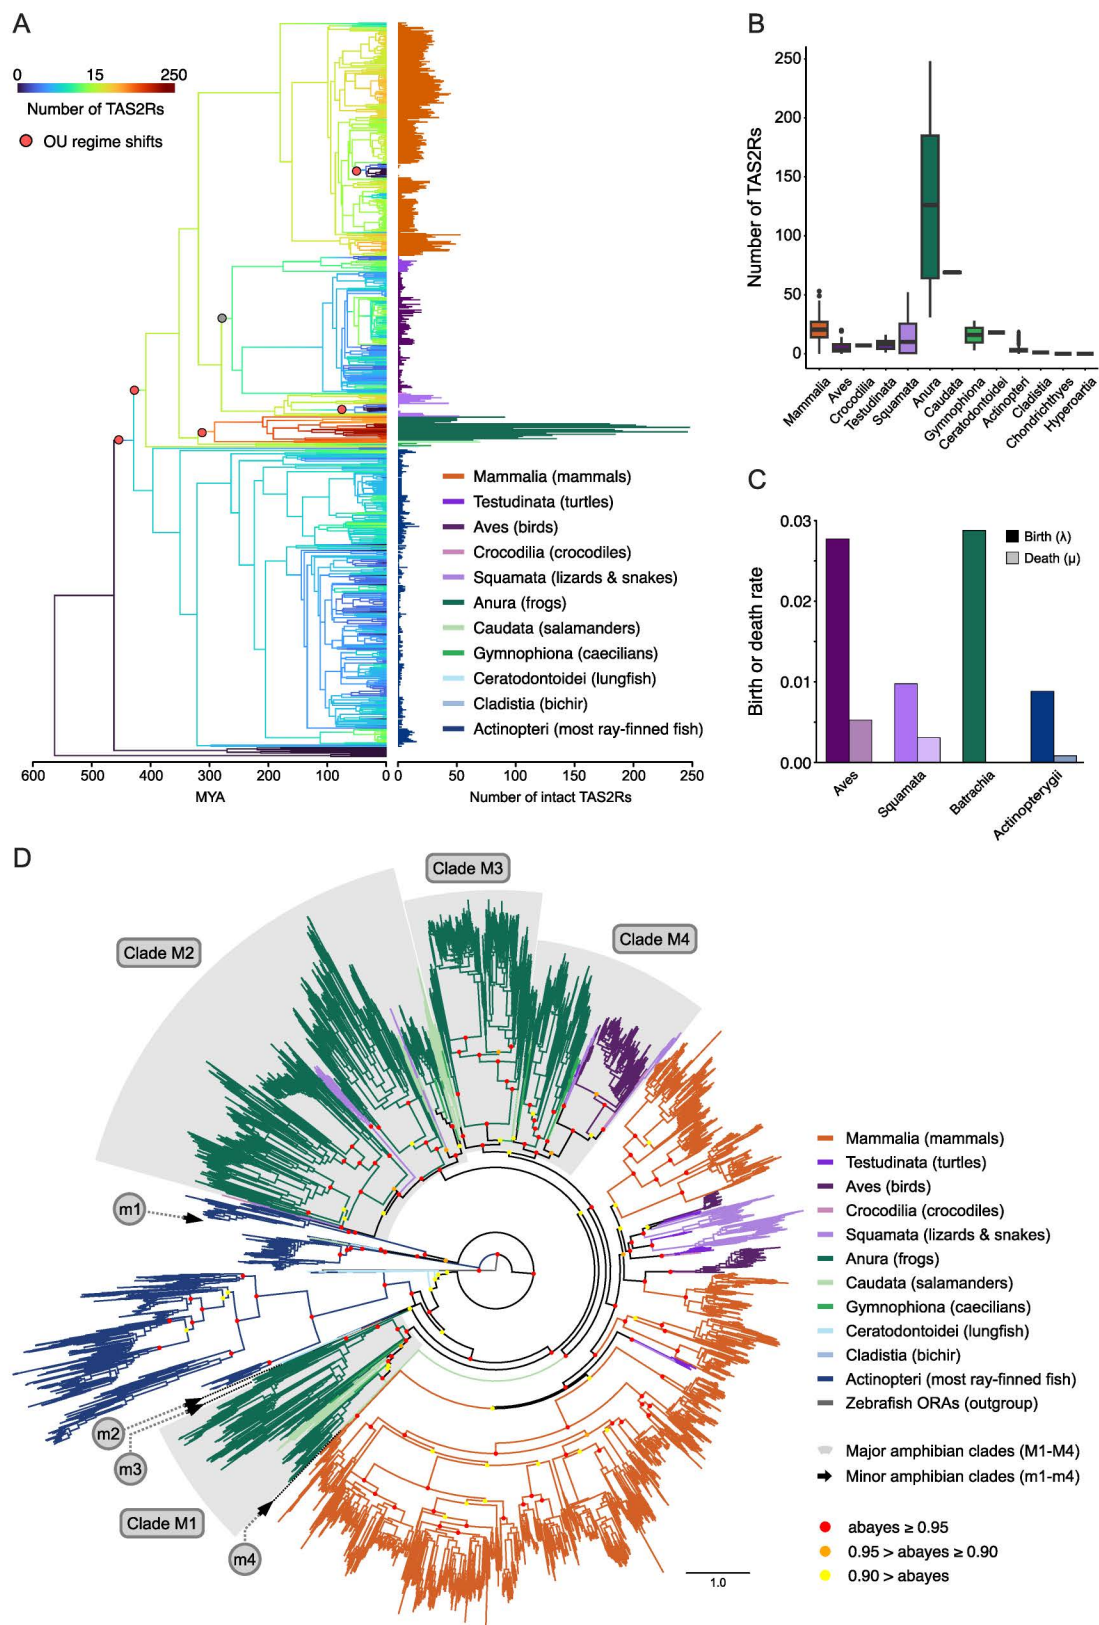 A
0 15 250
Number of TAS2Rs
OU regime shifts
Mammalia (mammals)
Testudinata (turtles)
Aves (birds)
Crocodilia (crocodiles)
Squamata (lizards & snakes)
Anura (frogs)
Caudata (salamanders)
Gymnophiona (caecilians)
Ceratodontoidei (lungfish)
Cladistia (bichir)
Actinopteri (most ray-finned fish)
600 500 400 300 200 100 0
MYA
0 50 100 150 200 250
Number of intact TAS2Rs
B
Number of TAS2Rs
250
200
150
100
50
0
Mammalia
Aves
Crocodilia
Testudinata
Squamata
Anura
Caudata
Gymnophiona
Ceratodontoidei
Actinopteri
Cladistia
Chondrichthyes
Hyperoartia
C
Birth or death rate
0.03
0.02
0.01
0.00
Birth (λ)
Death (μ)
Aves
Squamata
Batrachia
Actinopterygii
D
Clade M3
Clade M2
Clade M4
m1
m2
m3
Clade M1
m4
1.0
Mammalia (mammals)
Testudinata (turtles)
Aves (birds)
Crocodilia (crocodiles)
Squamata (lizards & snakes)
Anura (frogs)
Caudata (salamanders)
Gymnophiona (caecilians)
Ceratodontoidei (lungfish)
Cladistia (bichir)
Actinopteri (most ray-finned fish)
Zebrafish ORAs (outgroup)
Major amphibian clades (M1-M4)
Minor amphibian clades (m1-m4)
abayes ≥ 0.95
0.95 > abayes ≥ 0.90
0.90 > abayes